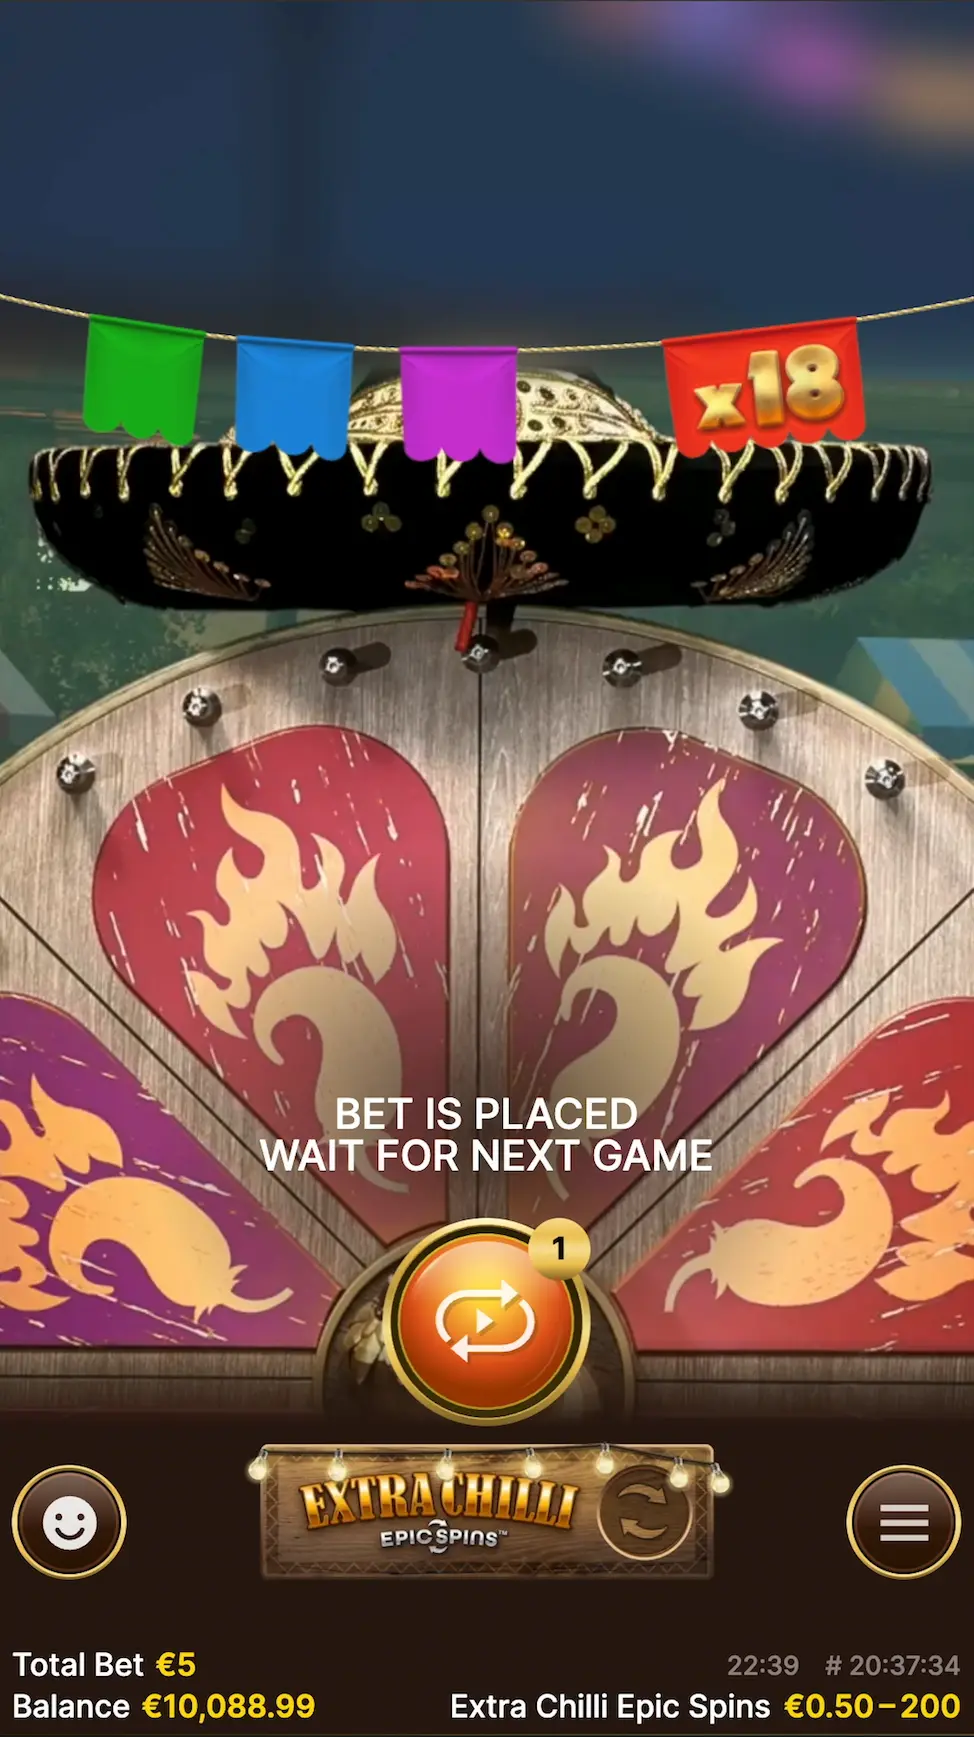 x18
BET IS PLACED
WAIT FOR NEXT GAME
1
EXTRA CHILLI
EPIC SPINS™
Total Bet €5
22:39 # 20:37:34
Balance €10,088.99
Extra Chilli Epic Spins €0.50–200